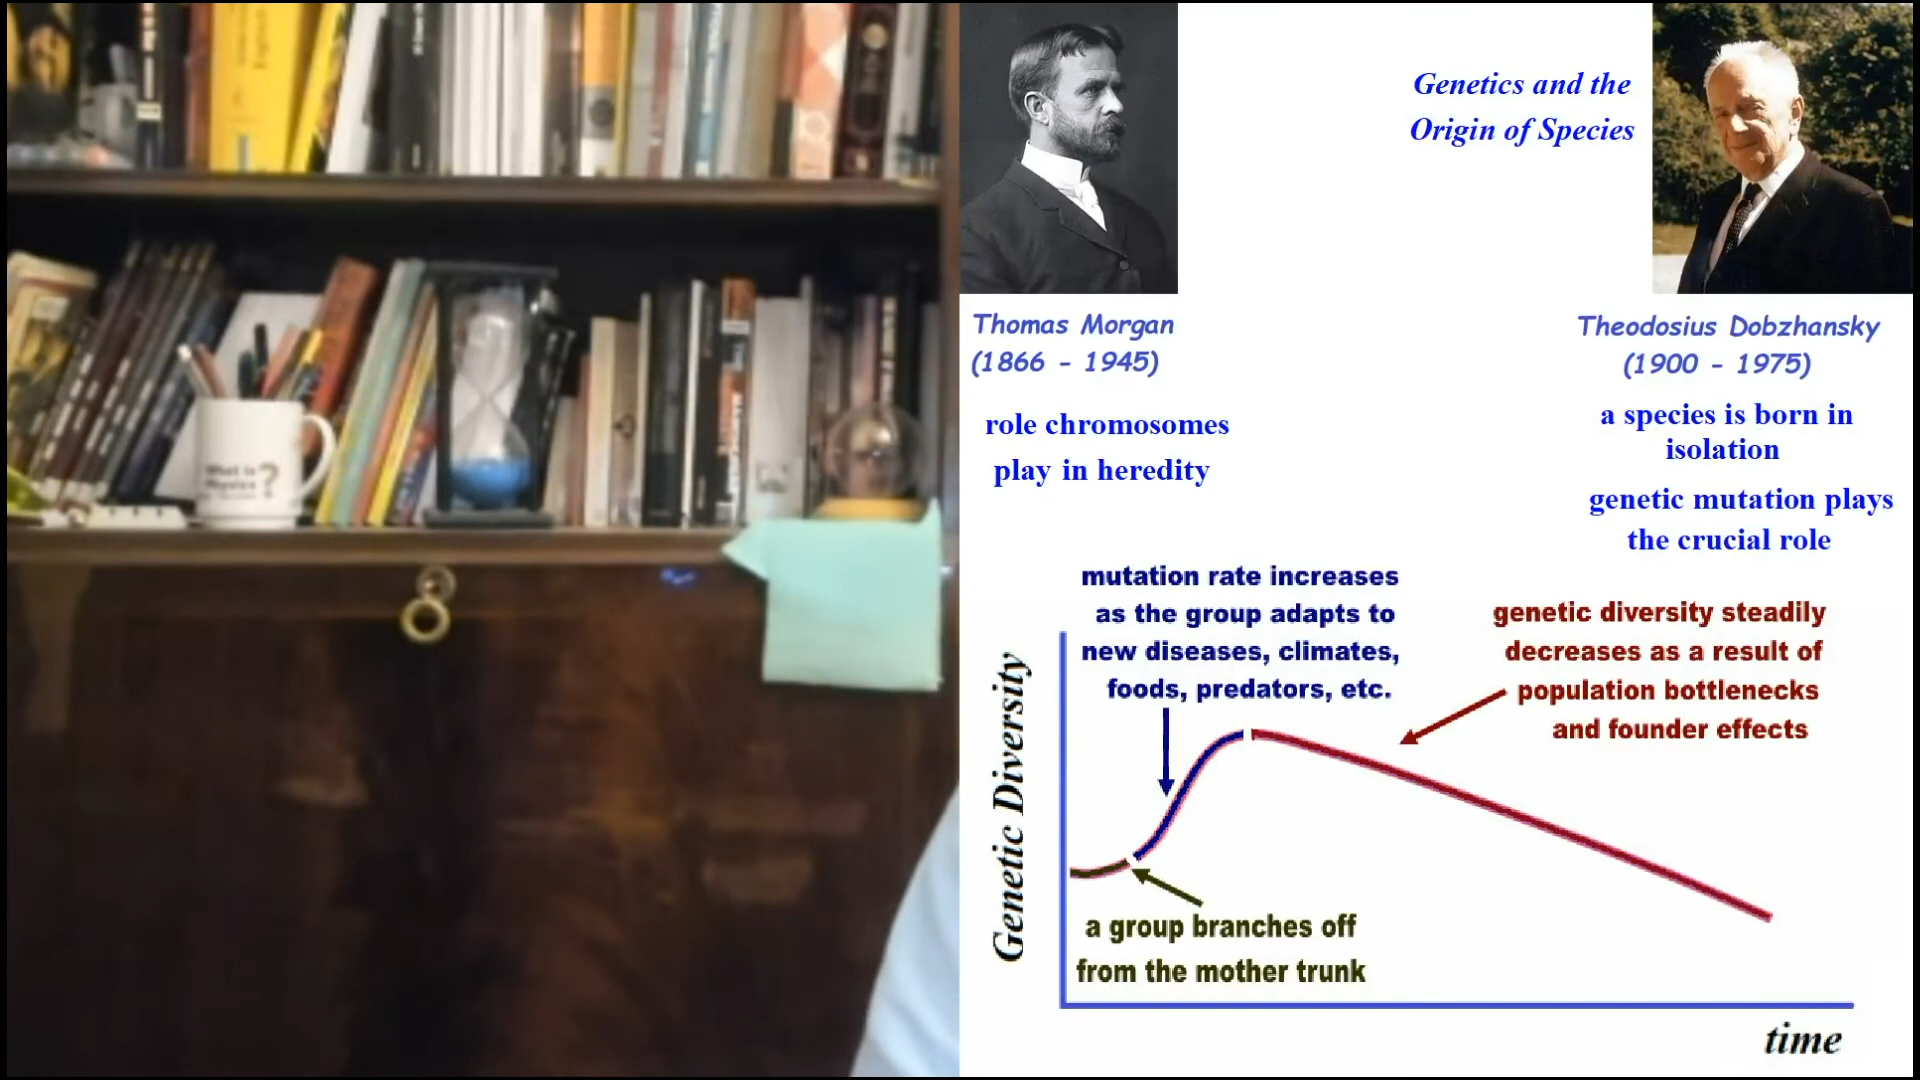 What is
Physics
?
Genetics and the
Origin of Species
Thomas Morgan
(1866 - 1945)
Theodosius Dobzhansky
(1900 - 1975)
role chromosomes
play in heredity
a species is born in
isolation
genetic mutation plays
the crucial role
mutation rate increases
as the group adapts to
new diseases, climates,
foods, predators, etc.
genetic diversity steadily
decreases as a result of
population bottlenecks
and founder effects
Genetic Diversity
a group branches off
from the mother trunk
time